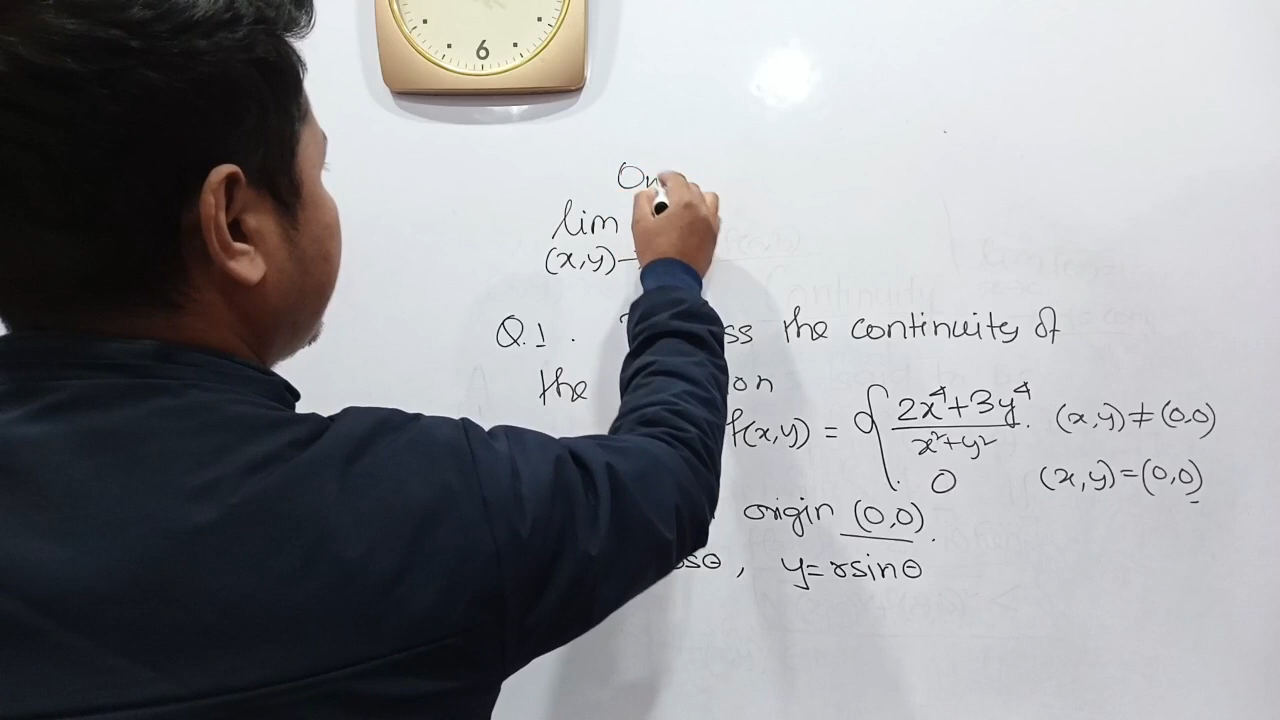 6
On
lim
(x,y)→
Q.1. ss the continuity of
the on
f(x,y) = { 2x⁴+3y⁴ / x²+y² . (x,y)≠(0,0)
0 (x,y)=(0,0)
origin (0,0).
osθ, y=rsinθ